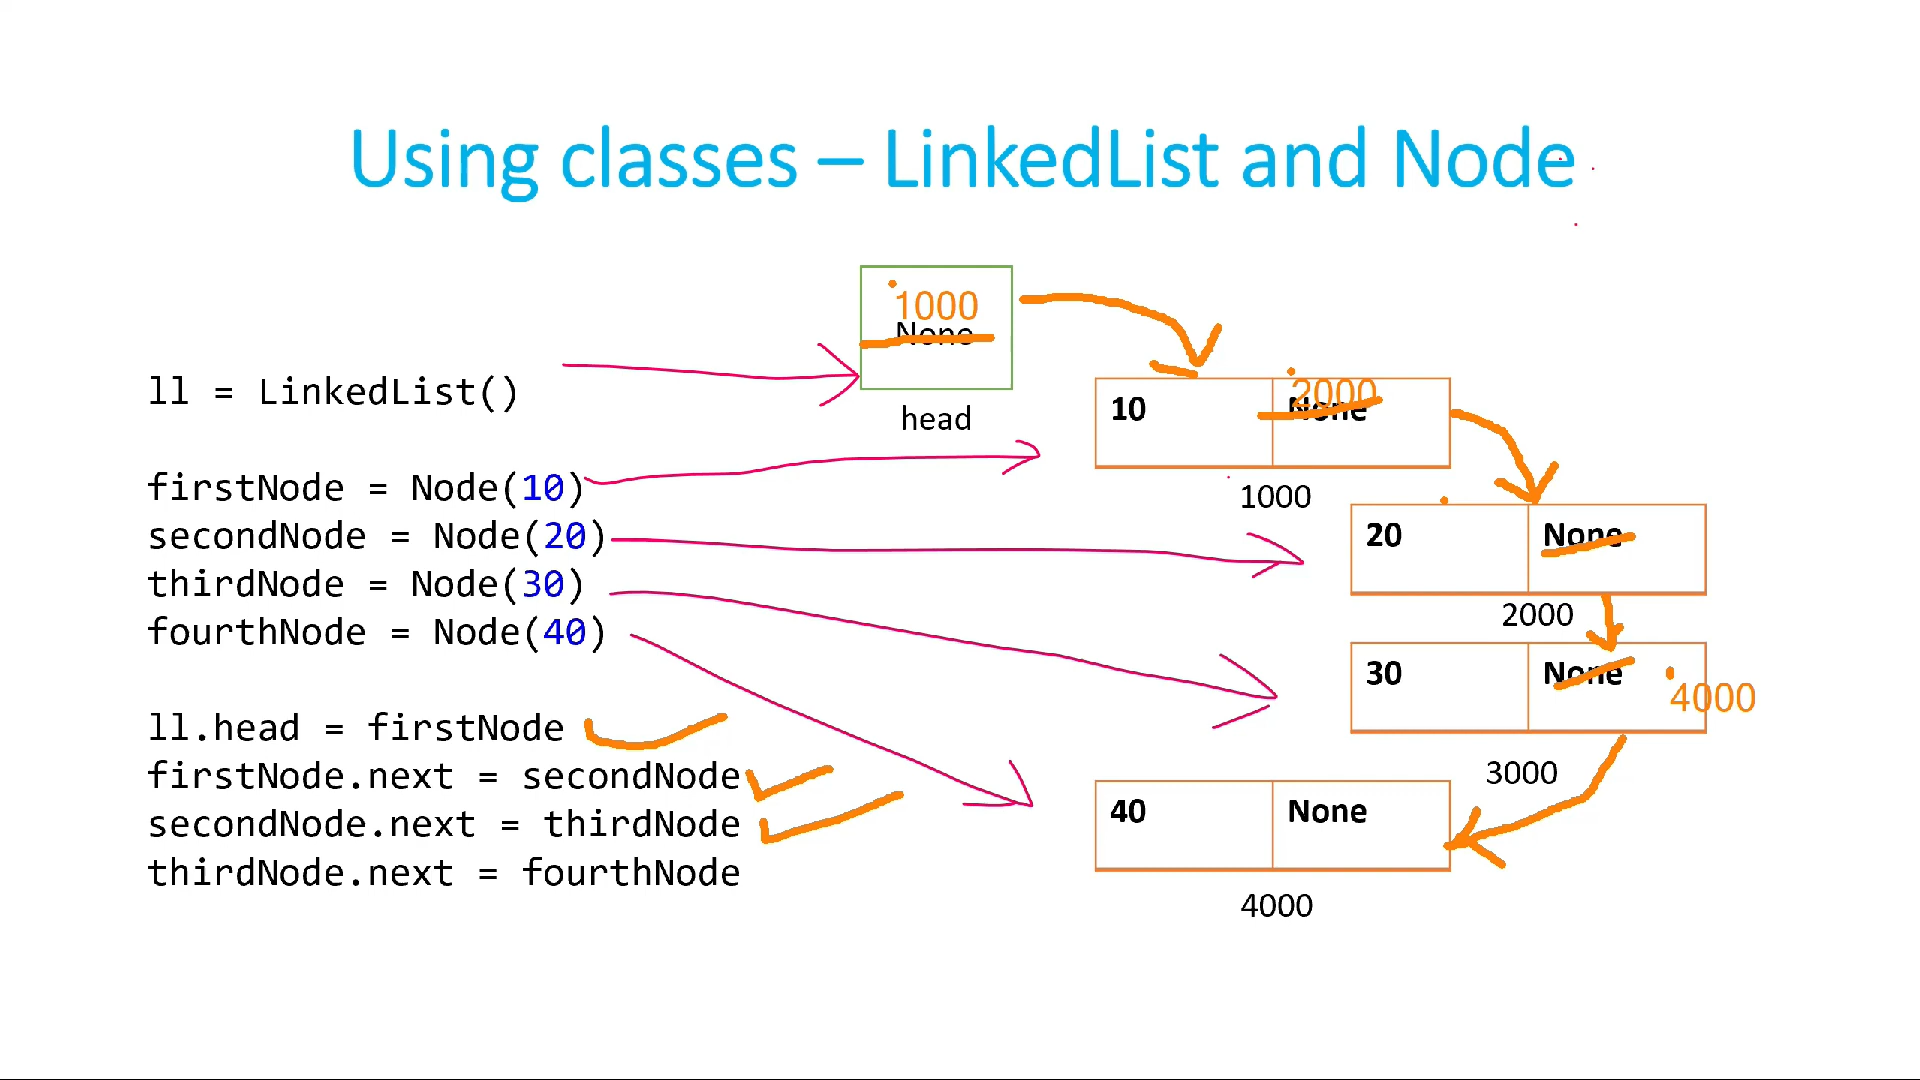 Using classes – LinkedList and Node
1000
None
head
ll = LinkedList()
firstNode = Node(10)
secondNode = Node(20)
thirdNode = Node(30)
fourthNode = Node(40)
ll.head = firstNode
firstNode.next = secondNode
secondNode.next = thirdNode
thirdNode.next = fourthNode
2000
10 None
1000
20 None
2000
30 None
4000
3000
40 None
4000